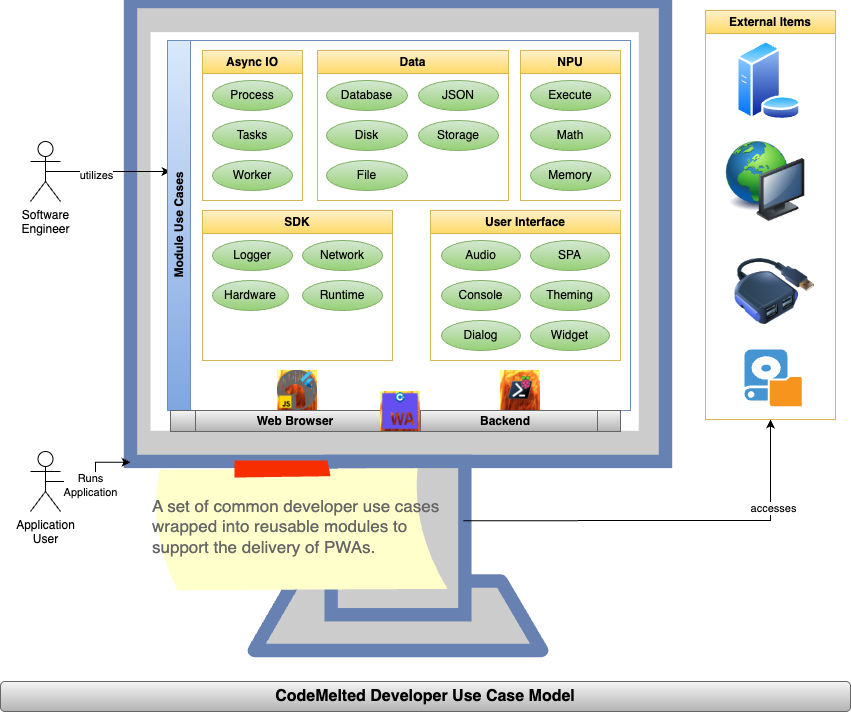 External Items
Async IO
Data
NPU
Process
Database
JSON
Execute
Tasks
Disk
Storage
Math
Worker
File
Memory
utilizes
Module Use Cases
Software
Engineer
SDK
User Interface
Logger
Network
Audio
SPA
Hardware
Runtime
Console
Theming
Dialog
Widget
JS
C
WA
Web Browser
Backend
Runs
Application
Application
User
A set of common developer use cases
wrapped into reusable modules to
support the delivery of PWAs.
accesses
CodeMelted Developer Use Case Model